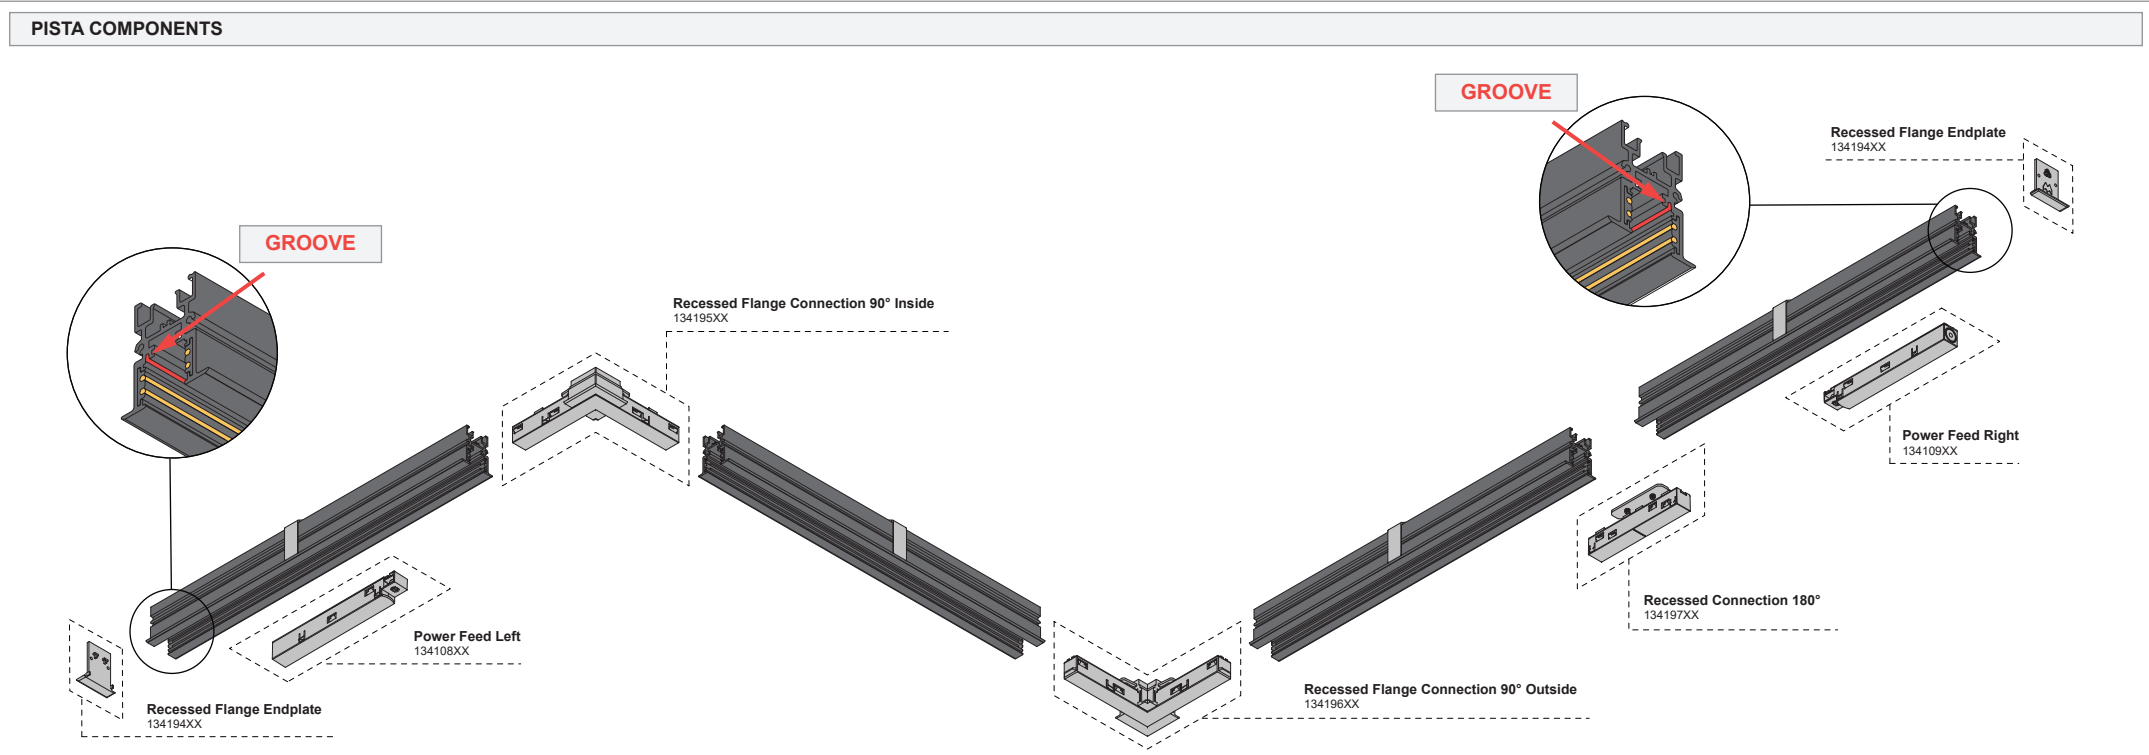 PISTA COMPONENTS
GROOVE
Recessed Flange Endplate
134194XX
GROOVE
Recessed Flange Connection 90° Inside
134195XX
Power Feed Right
134109XX
Recessed Connection 180°
134197XX
Power Feed Left
134108XX
Recessed Flange Connection 90° Outside
134196XX
Recessed Flange Endplate
134194XX